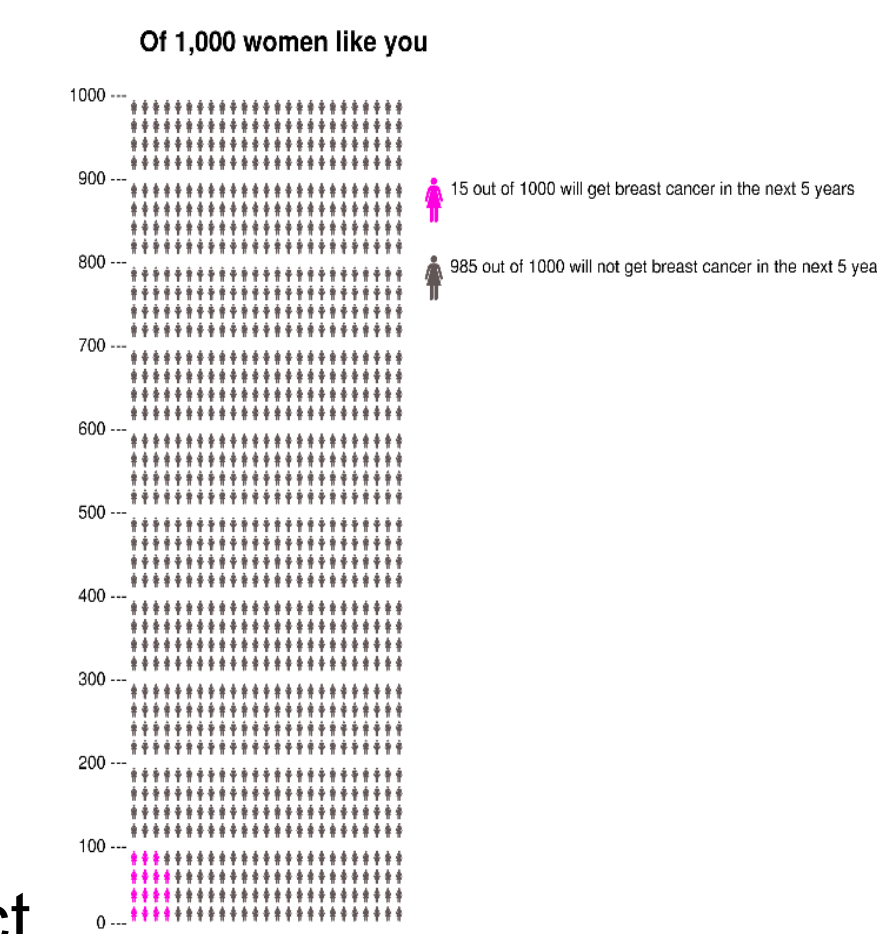 Of 1,000 women like you
1000 ---
900 ---
15 out of 1000 will get breast cancer in the next 5 years
800 ---
985 out of 1000 will not get breast cancer in the next 5 yea
700 ---
600 ---
500 ---
400 ---
300 ---
200 ---
100 ---
0 ---
ct